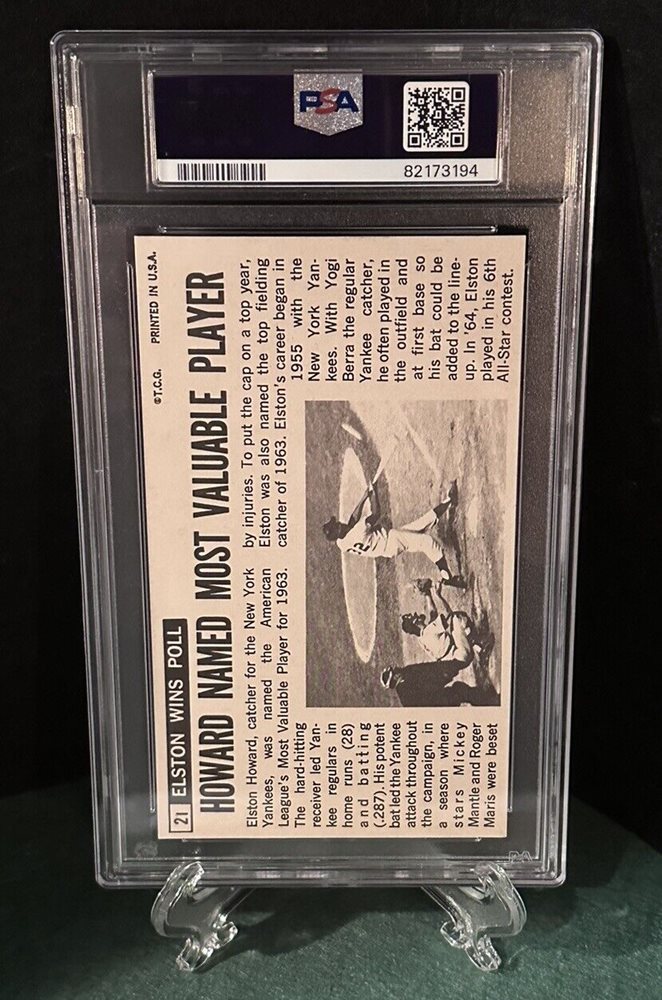 PSA
82173194
©T.C.G. PRINTED IN U.S.A.
21 ELSTON WINS POLL
HOWARD NAMED MOST VALUABLE PLAYER
Elston Howard, catcher for the New York
Yankees, was named the American
League's Most Valuable Player for 1963.
The hard-hitting
receiver led Yan-
kee regulars in
home runs (28)
and batting
(.287). His potent
bat led the Yankee
attack throughout
the campaign, in
a season where
stars Mickey
Mantle and Roger
Maris were beset
by injuries. To put the cap on a top year,
Elston was also named the top fielding
catcher of 1963. Elston's career began in
1955 with the
New York Yan-
kees. With Yogi
Berra the regular
Yankee catcher,
he often played in
the outfield and
at first base so
his bat could be
added to the line-
up. In '64, Elston
played in his 6th
All-Star contest.